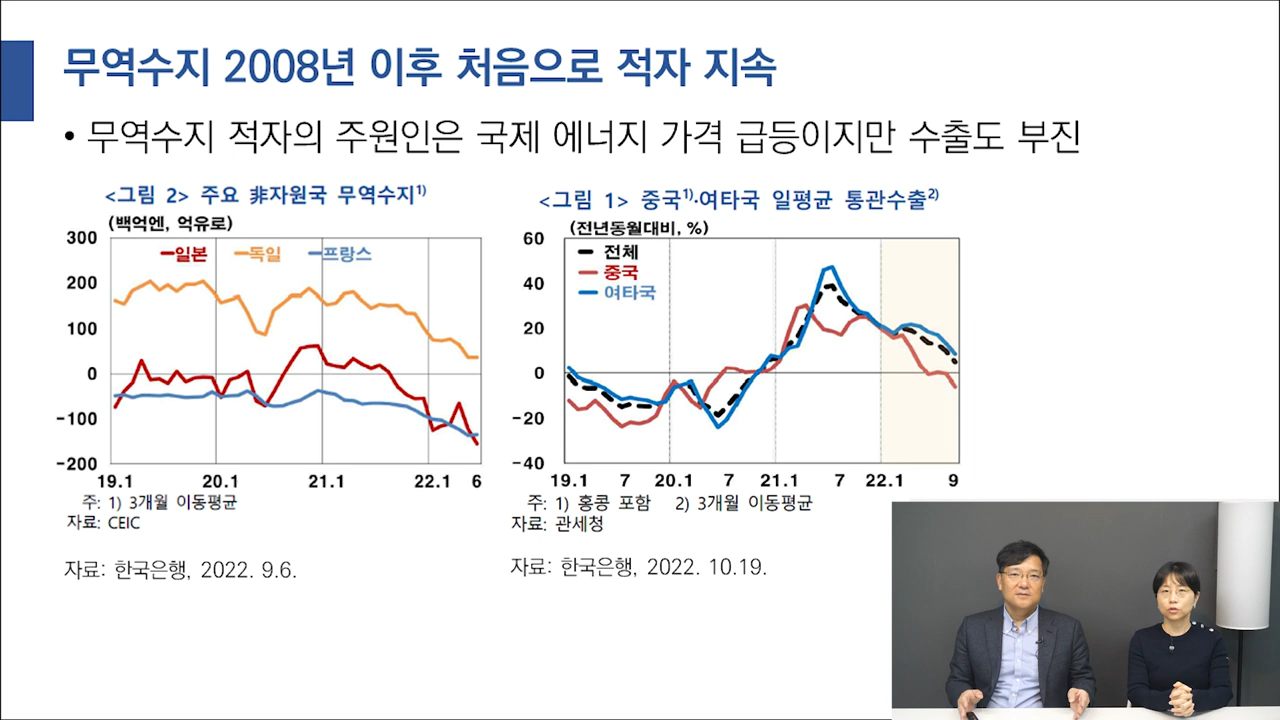 무역수지 2008년 이후 처음으로 적자 지속
• 무역수지 적자의 주원인은 국제 에너지 가격 급등이지만 수출도 부진
<그림 2> 주요 非자원국 무역수지1)
(백억엔, 억유로)
일본 독일 프랑스
300
200
100
0
-100
-200
19.1 20.1 21.1 22.1 6
주: 1) 3개월 이동평균
자료: CEIC
자료: 한국은행, 2022. 9.6.
<그림 1> 중국1)·여타국 일평균 통관수출2)
(전년동월대비, %)
전체
중국
여타국
60
40
20
0
-20
-40
19.1 7 20.1 7 21.1 7 22.1 9
주: 1) 홍콩 포함 2) 3개월 이동평균
자료: 관세청
자료: 한국은행, 2022. 10.19.